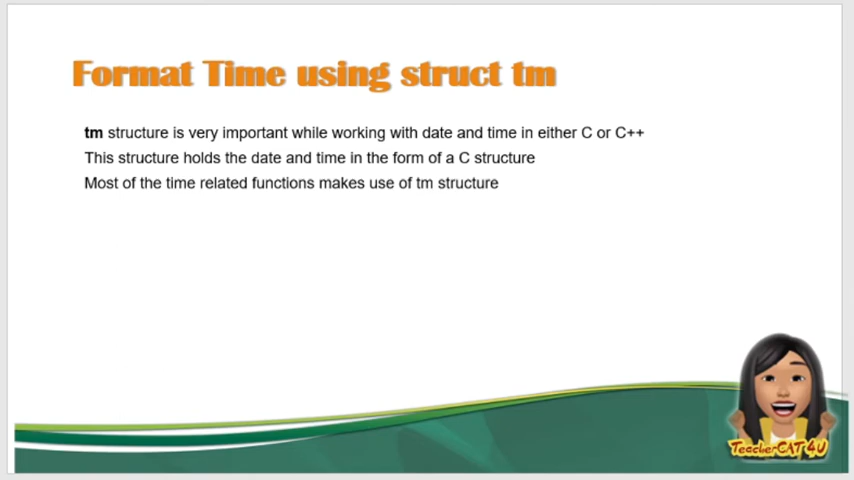 Format Time using struct tm
tm structure is very important while working with date and time in either C or C++
This structure holds the date and time in the form of a C structure
Most of the time related functions makes use of tm structure
TeacherCAT4U